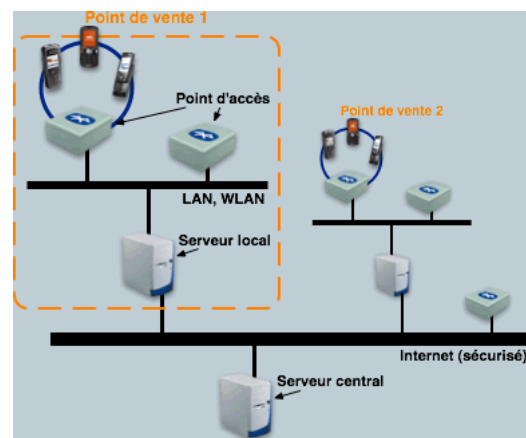 Point de vente 1
Point d'accès
Point de vente 2
LAN, WLAN
Serveur local
Internet (sécurisé)
Serveur central